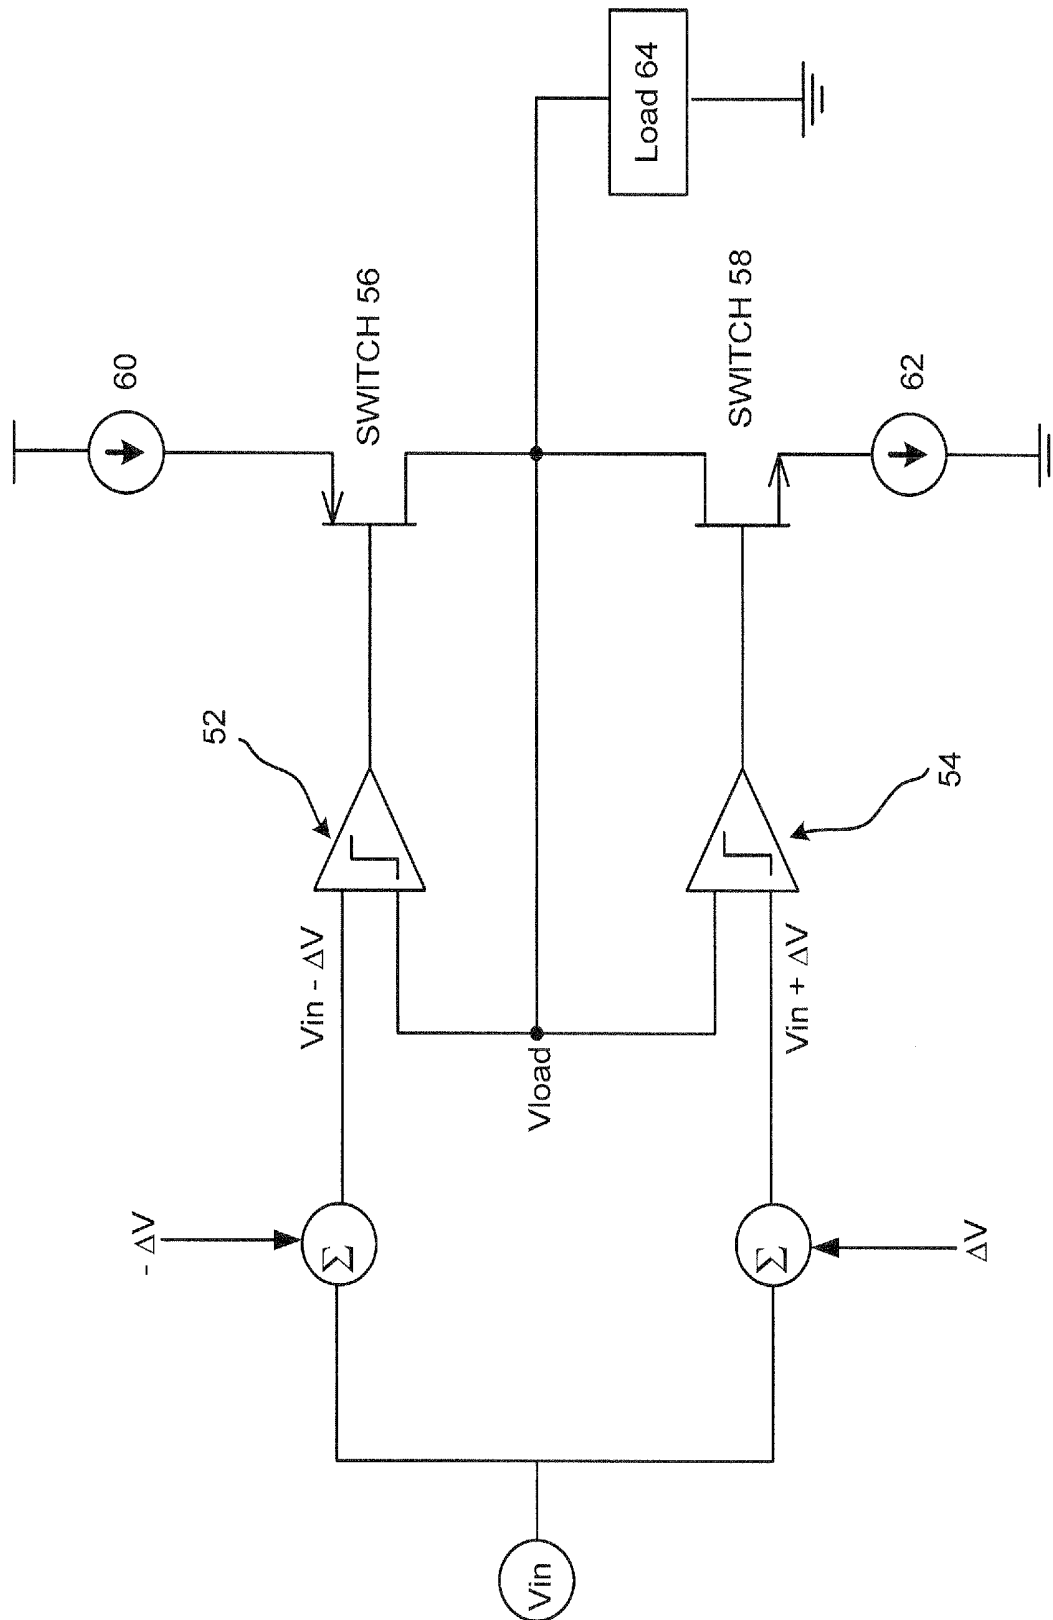 60
Load 64
SWITCH 56
52
Vin - ΔV
- ΔV
Σ
Vload
Vin
SWITCH 58
62
54
Vin + ΔV
Σ
ΔV